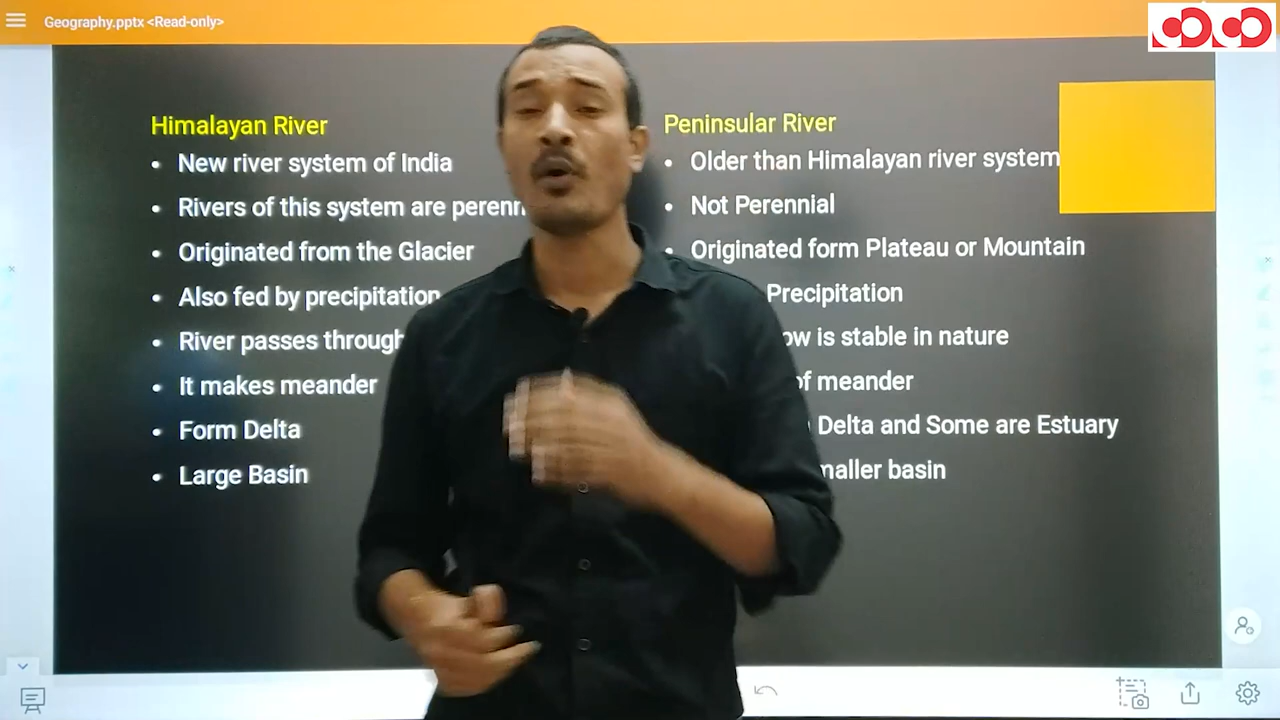 Geography.pptx <Read-only>
Himalayan River
• New river system of India
• Rivers of this system are
• Originated from the Glacier
• Also fed by precipitation
• River passes through
• It makes meander
• Form Delta
• Large Basin
Peninsular River
• Older than Himalayan river system
• Not Perennial
• Originated form Plateau or Mountain
Precipitation
is stable in nature
of meander
Delta and Some are Estuary
basin